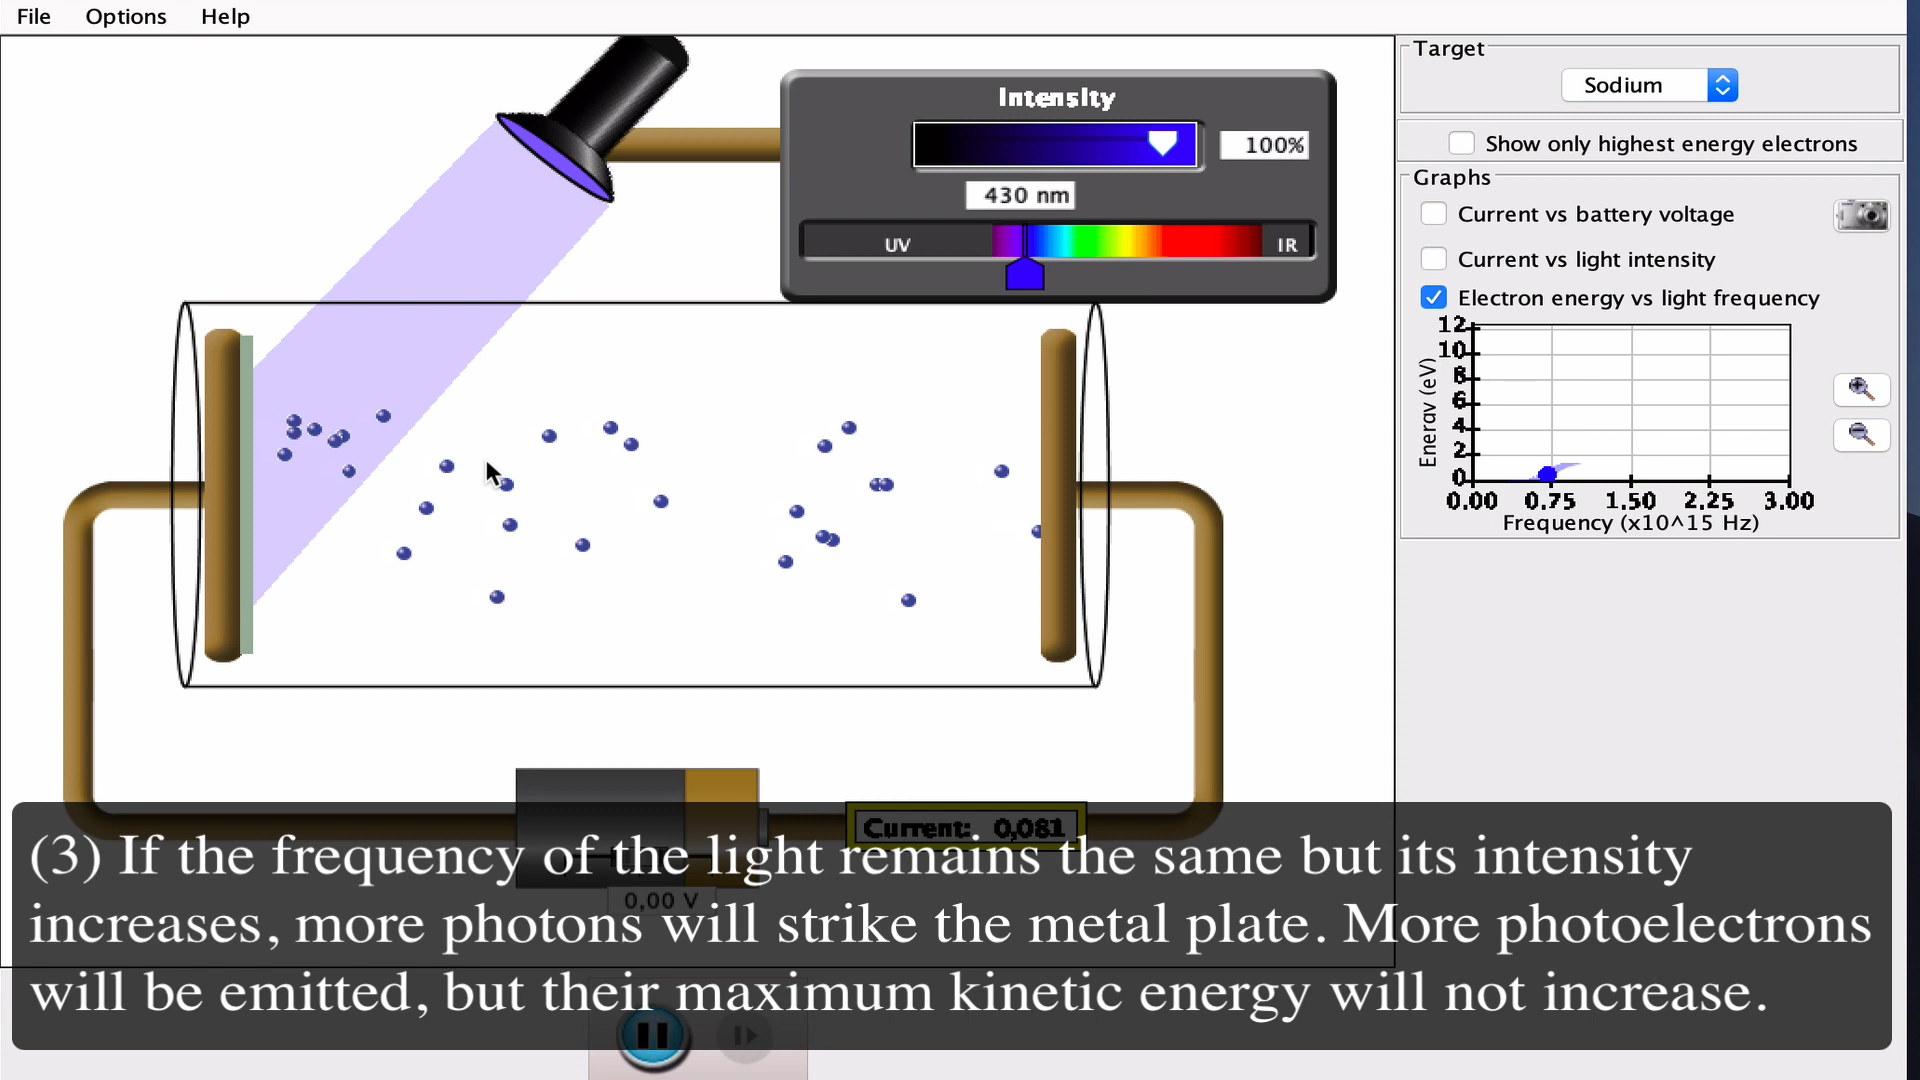 File Options Help
Intensity
100%
430 nm
UV
IR
Target
Sodium
Show only highest energy electrons
Graphs
Current vs battery voltage
Current vs light intensity
Electron energy vs light frequency
12
10
8
6
4
2
0
Energy (eV)
0.00 0.75 1.50 2.25 3.00
Frequency (x10^15 Hz)
Current: 0,081
0,00 V
(3) If the frequency of the light remains the same but its intensity
increases, more photons will strike the metal plate. More photoelectrons
will be emitted, but their maximum kinetic energy will not increase.